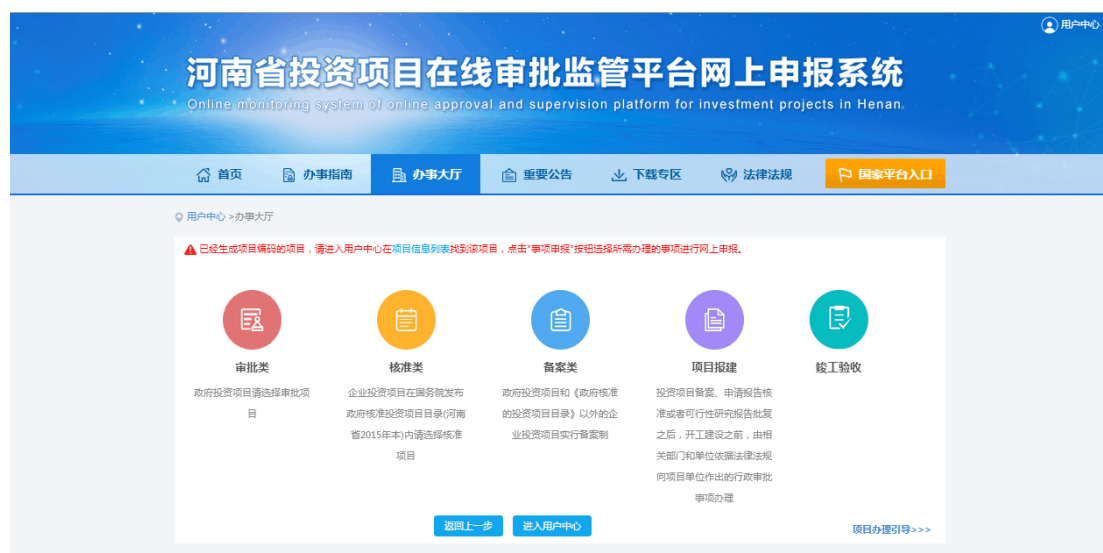 用户中心
河南省投资项目在线审批监管平台网上申报系统
Online monitoring system of online approval and supervision platform for investment projects in Henan.
首页 办事指南 办事大厅 重要公告 下载专区 法律法规 国家平台入口
用户中心 >办事大厅
已经生成项目编码的项目，请进入用户中心在项目信息列表找到该项目，点击"事项申报"按钮选择所需办理的事项进行网上申报。
审批类
政府投资项目请选择审批项
目
核准类
企业投资项目在国务院发布
政府核准投资项目目录(河南
省2015年本)内请选择核准
项目
备案类
政府投资项目和《政府核准
的投资项目目录》以外的企
业投资项目实行备案制
项目报建
投资项目备案、申请报告核
准或者可行性研究报告批复
之后，开工建设之前，由相
关部门和单位依据法律法规
向项目单位作出的行政审批
事项办理
竣工验收
返回上一步 进入用户中心
项目办理引导>>>